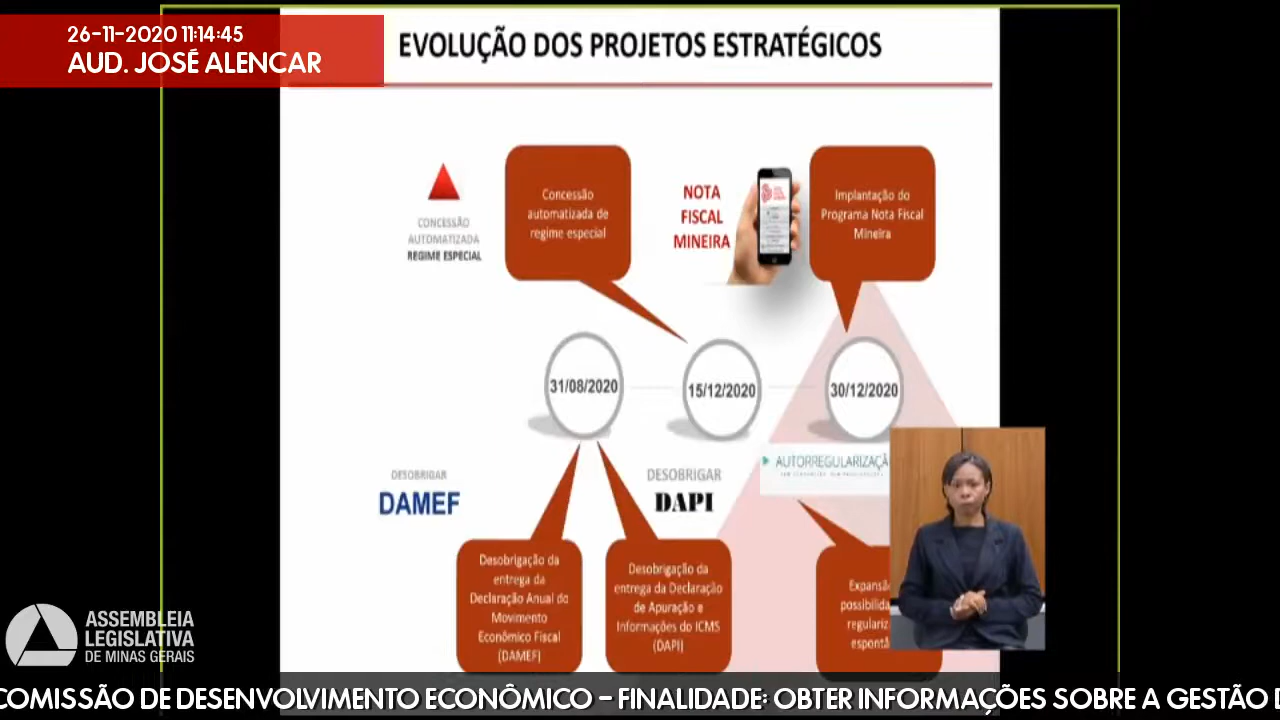 26-11-2020 11:14:45
AUD. JOSÉ ALENCAR
EVOLUÇÃO DOS PROJETOS ESTRATÉGICOS
CONCESSÃO
AUTOMATIZADA
REGIME ESPECIAL
Concessão
automatizada de
regime especial
NOTA
FISCAL
MINEIRA
Implantação do
Programa Nota Fiscal
Mineira
31/08/2020
15/12/2020
30/12/2020
DESOBRIGAR
DAMEF
DESOBRIGAR
DAPI
AUTORREGULARIZAÇÃ
Desobrigação da
entrega da
Declaração Anual do
Movimento
Econômico Fiscal
(DAMEF)
Desobrigação da
entrega da Declaração
de Apuração e
Informações do ICMS
(DAPI)
Expansã
possibilida
regulariz
espontâ
ASSEMBLEIA
LEGISLATIVA
DE MINAS GERAIS
COMISSÃO DE DESENVOLVIMENTO ECONÔMICO - FINALIDADE: OBTER INFORMAÇÕES SOBRE A GESTÃO